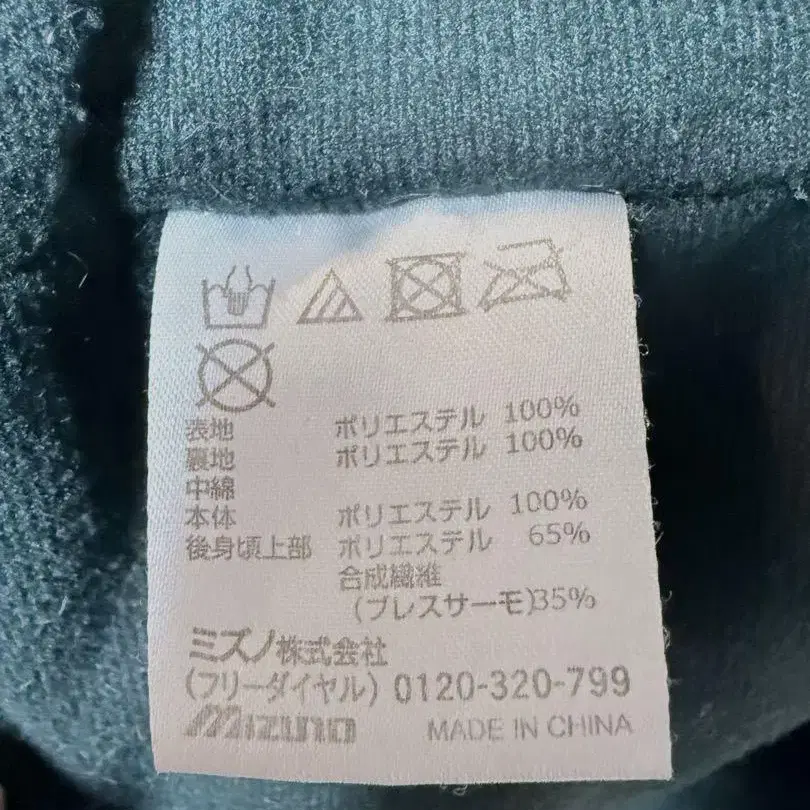 表地 ポリエステル 100%
裏地 ポリエステル 100%
中綿
本体 ポリエステル 100%
後身頃上部 ポリエステル 65%
合成繊維
(ブレスサーモ)35%
ミズノ株式会社
(フリーダイヤル) 0120-320-799
Mizuno MADE IN CHINA